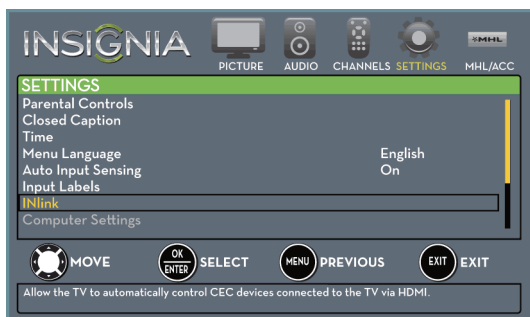 INSIGNIA
PICTURE AUDIO CHANNELS SETTINGS MHL/ACC
MHL
SETTINGS
Parental Controls
Closed Caption
Time
Menu Language English
Auto Input Sensing On
Input Labels
INlink
Computer Settings
MOVE OK ENTER SELECT MENU PREVIOUS EXIT EXIT
Allow the TV to automatically control CEC devices connected to the TV via HDMI.